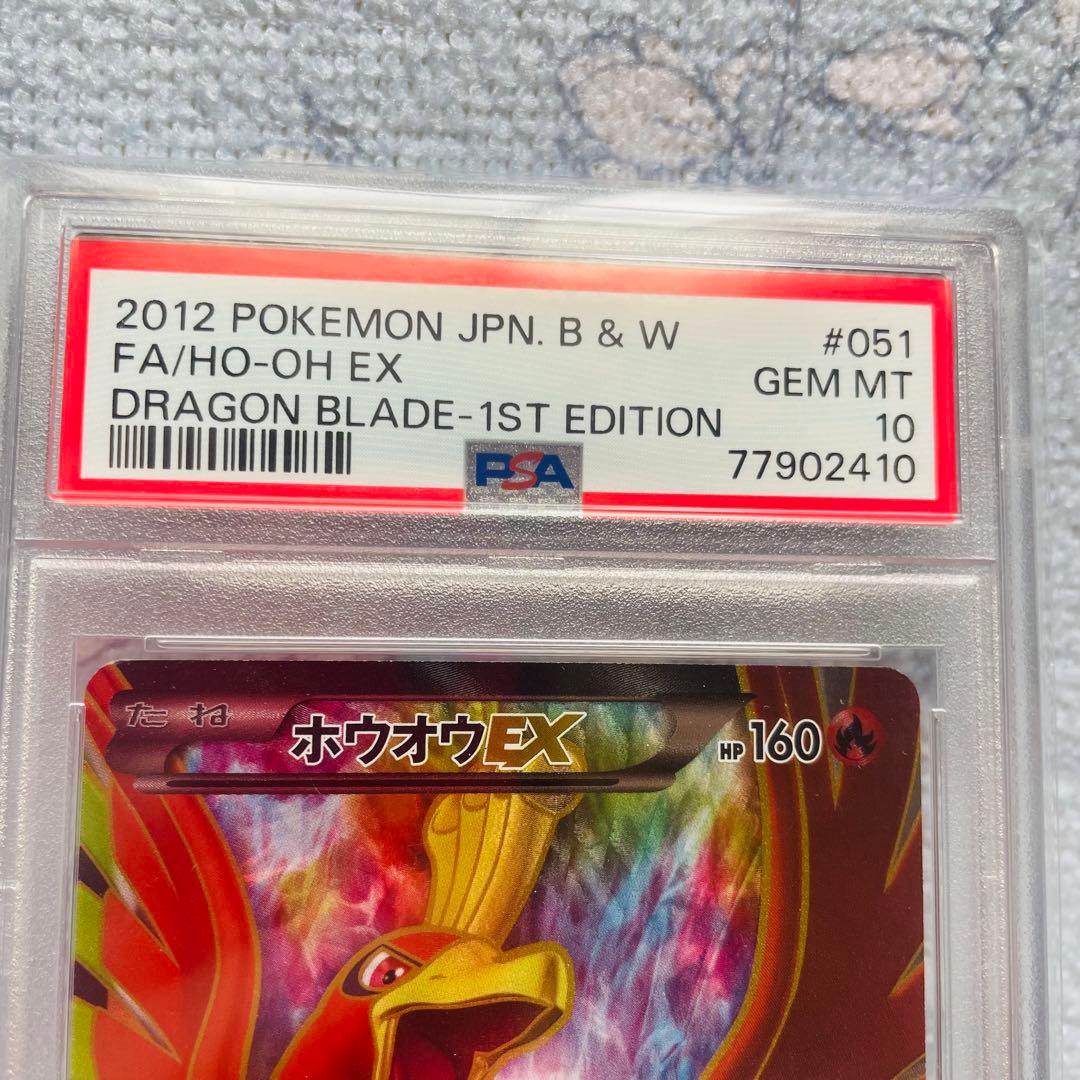 2012 POKEMON JPN. B & W #051
FA/HO-OH EX GEM MT
DRAGON BLADE-1ST EDITION 10
PSA 77902410
たね ホウオウEX HP 160